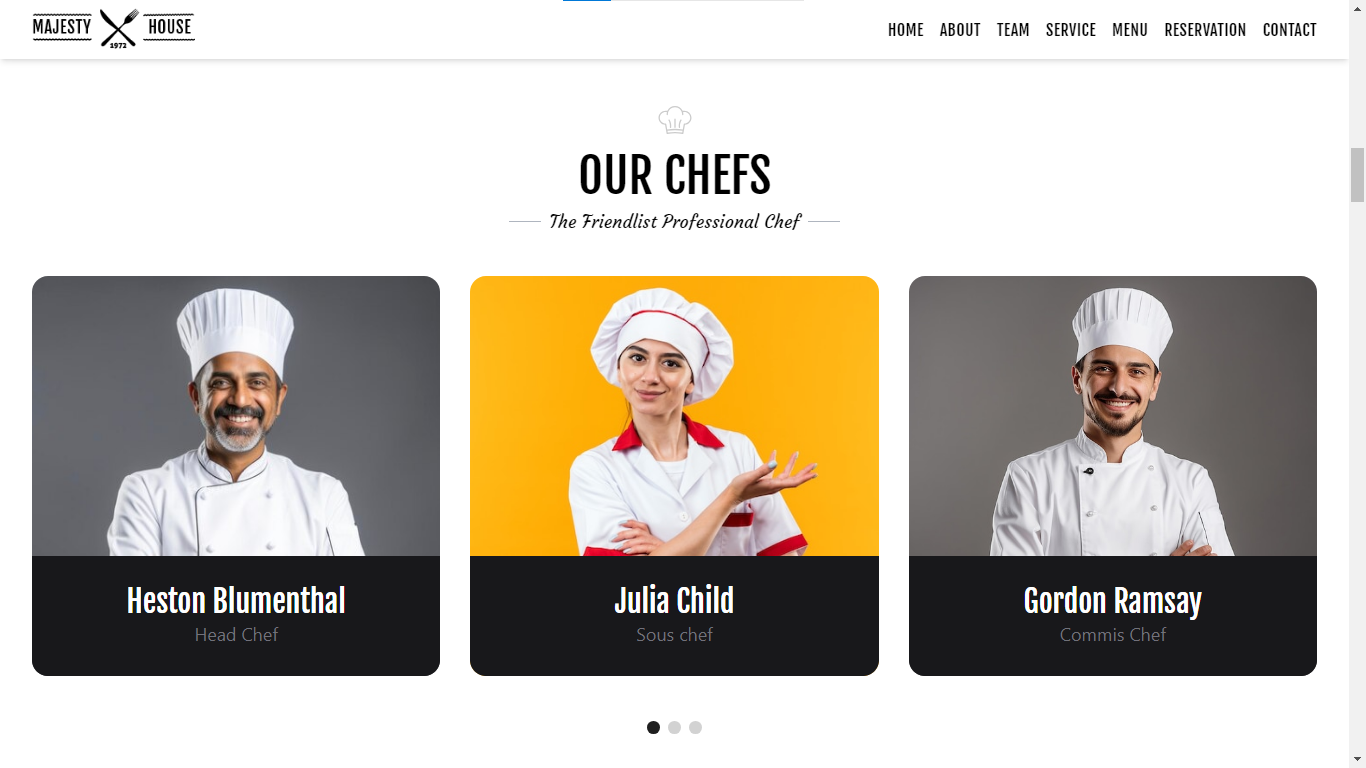 MAJESTY HOUSE
1972
HOME ABOUT TEAM SERVICE MENU RESERVATION CONTACT
OUR CHEFS
The Friendlist Professional Chef
Heston Blumenthal
Head Chef
Julia Child
Sous chef
Gordon Ramsay
Commis Chef